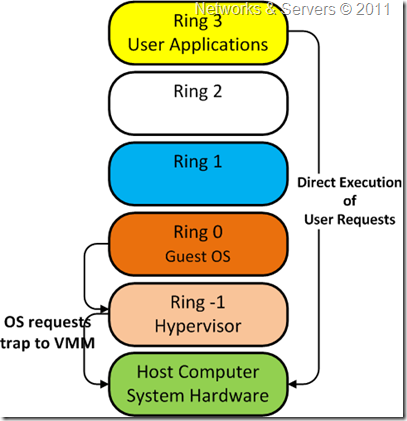 Networks & Servers © 2011
Ring 3
User Applications
Ring 2
Ring 1
Direct Execution
of
User Requests
Ring 0
Guest OS
Ring -1
Hypervisor
OS requests
trap to VMM
Host Computer
System Hardware